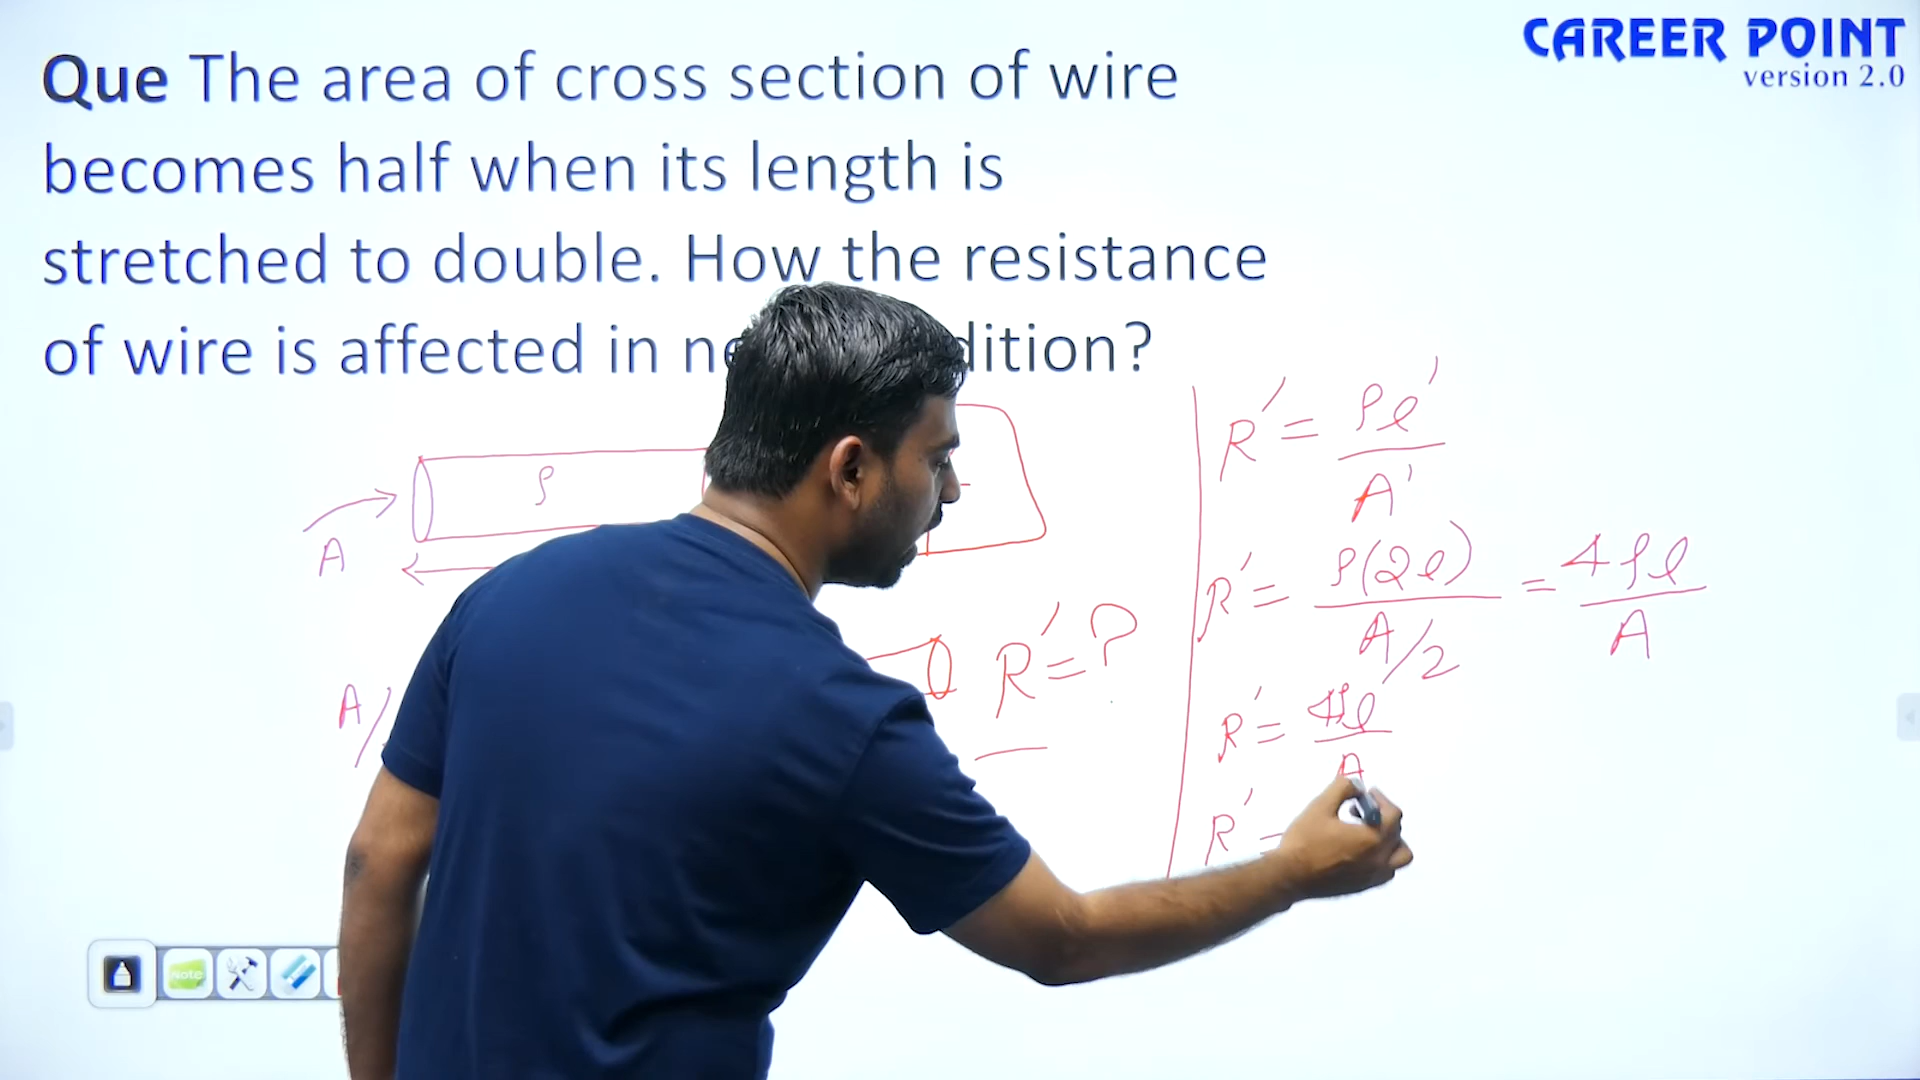 CAREER POINT
version 2.0
Que The area of cross section of wire
becomes half when its length is
stretched to double. How the resistance
of wire is affected in dition?
ρ
A
A/
R' = ?
R' = ρl' / A'
R' = ρ(2l) / A/2 = 4ρl / A
R' = 4ρl / A
R' =
Note